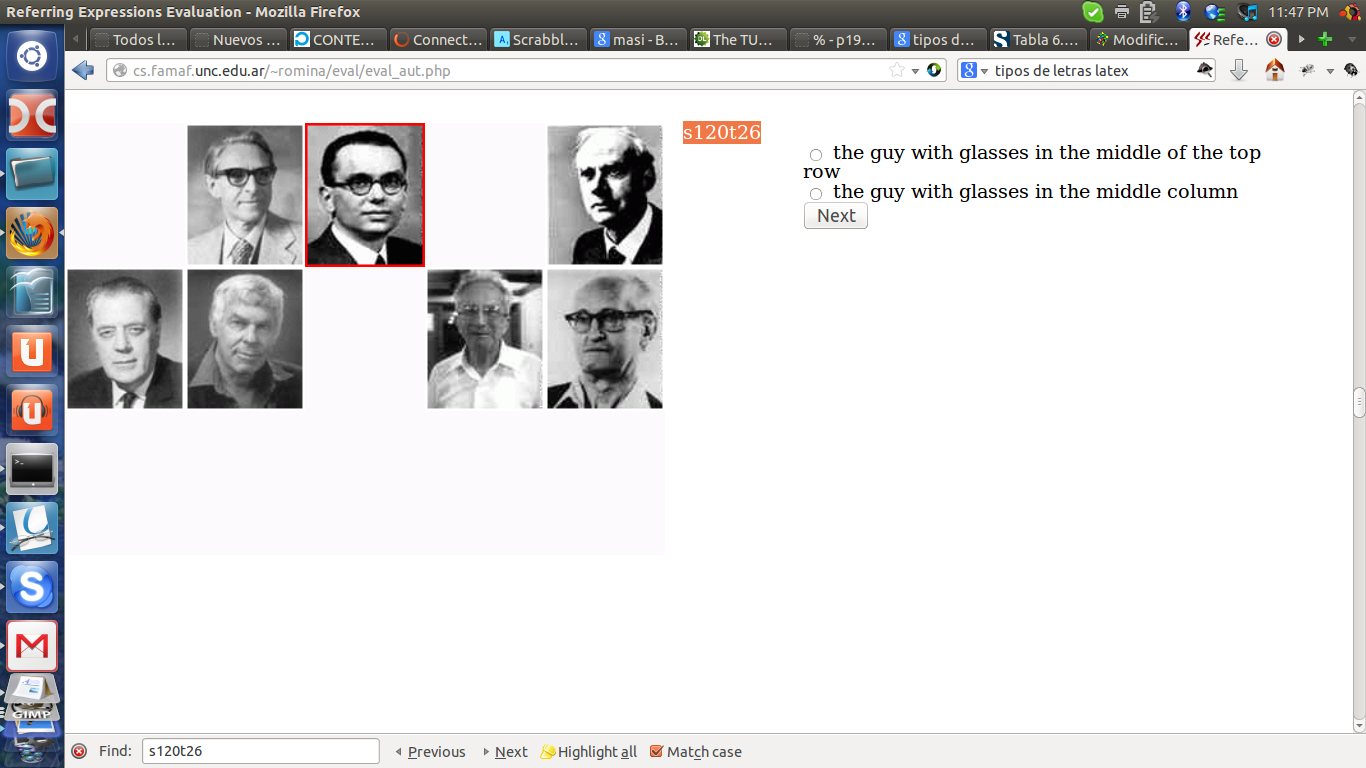 Referring Expressions Evaluation - Mozilla Firefox
11:47 PM
Todos l...
Nuevos ...
CONTE...
Connect...
Scrabbl...
masi - B...
The TU...
% - p19...
tipos d...
Tabla 6....
Modific...
Refe...
cs.famaf.unc.edu.ar/~romina/eval/eval_aut.php
tipos de letras latex
s120t26
the guy with glasses in the middle of the top
row
the guy with glasses in the middle column
Next
GIMP
Find:
s120t26
Previous
Next
Highlight all
Match case